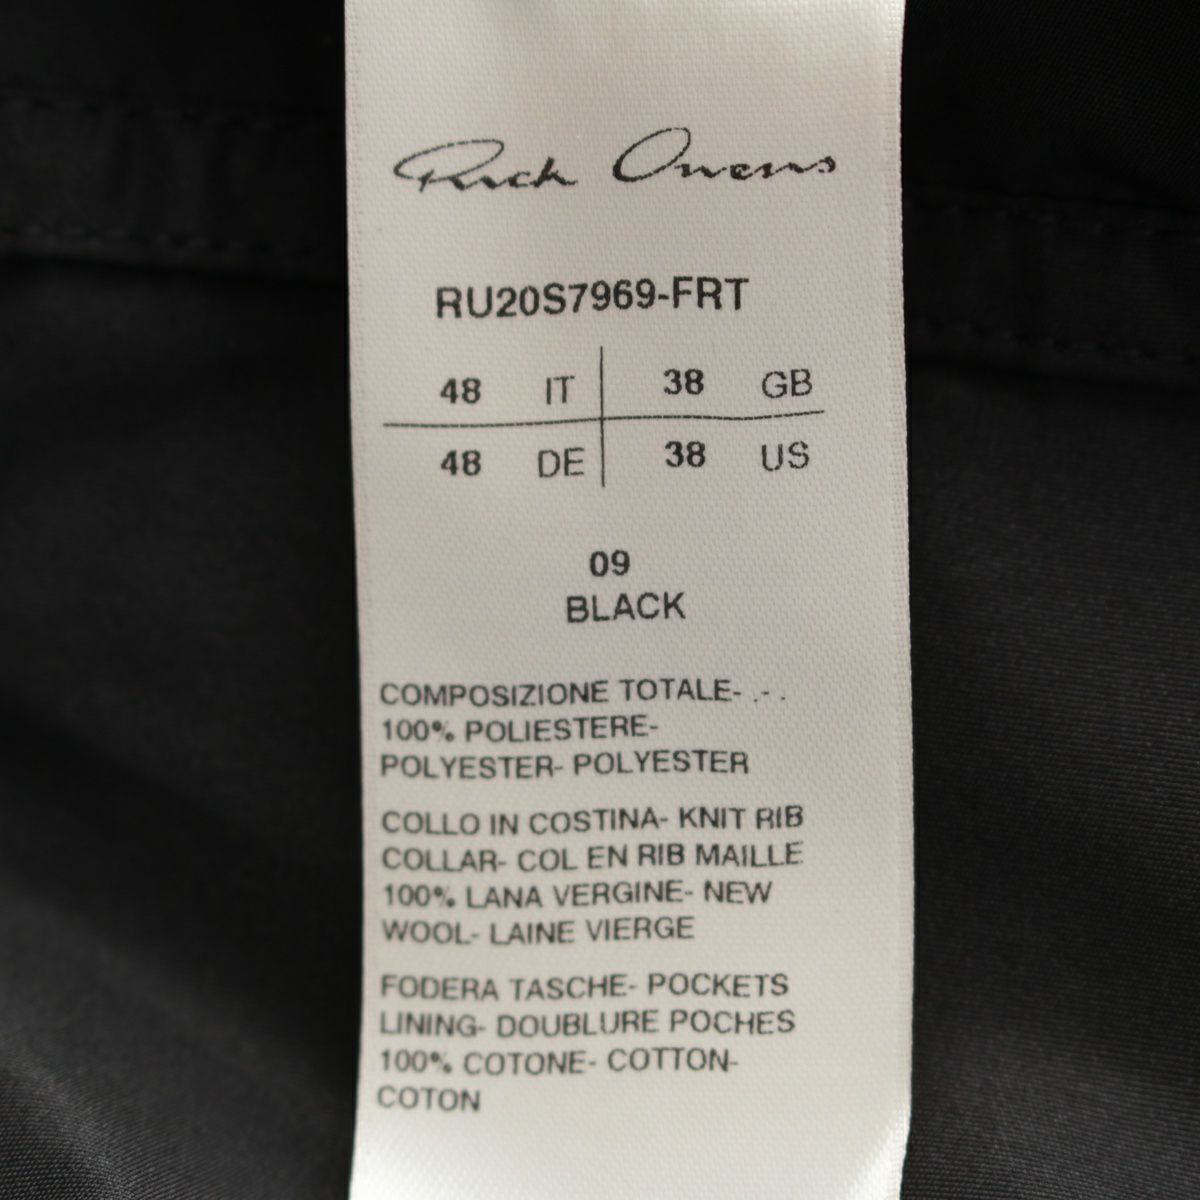 Rick Owens
RU20S7969-FRT
48 IT 38 GB
48 DE 38 US
09
BLACK
COMPOSIZIONE TOTALE- .- .
100% POLIESTERE-
POLYESTER- POLYESTER
COLLO IN COSTINA- KNIT RIB
COLLAR- COL EN RIB MAILLE
100% LANA VERGINE- NEW
WOOL- LAINE VIERGE
FODERA TASCHE- POCKETS
LINING- DOUBLURE POCHES
100% COTONE- COTTON-
COTON